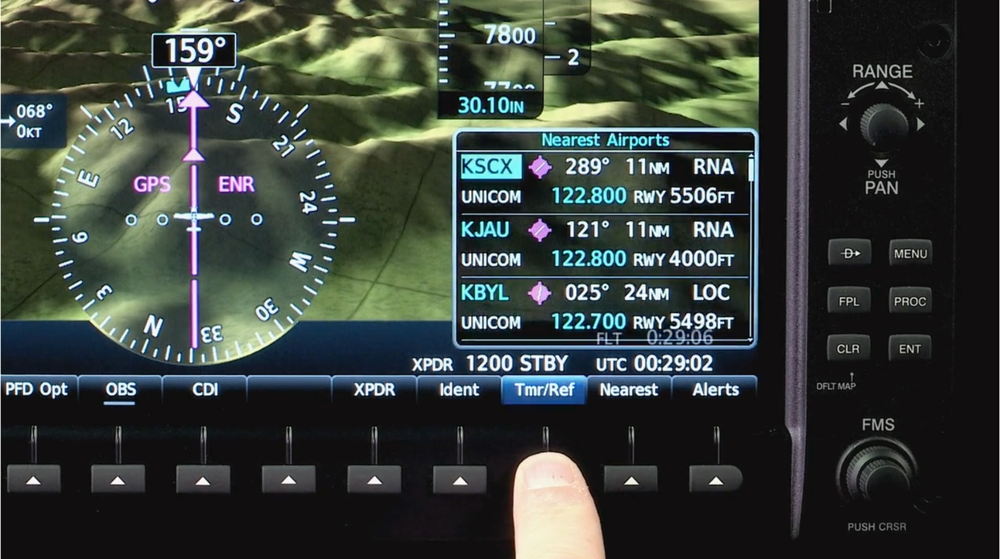 159°
068°
0KT
12
15
S
21
E
24
6
W
3
30
N
33
GPS ENR
7800
7700
2
30.10IN
Nearest Airports
KSCX 289° 11NM RNA
UNICOM 122.800 RWY 5506FT
KJAU 121° 11NM RNA
UNICOM 122.800 RWY 4000FT
KBYL 025° 24NM LOC
UNICOM 122.700 RWY 5498FT
FLT 0:29:06
XPDR 1200 STBY UTC 00:29:02
PFD Opt OBS CDI XPDR Ident Tmr/Ref Nearest Alerts
RANGE
- +
PUSH
PAN
D MENU
FPL PROC
CLR ENT
DFLT MAP
FMS
PUSH CRSR